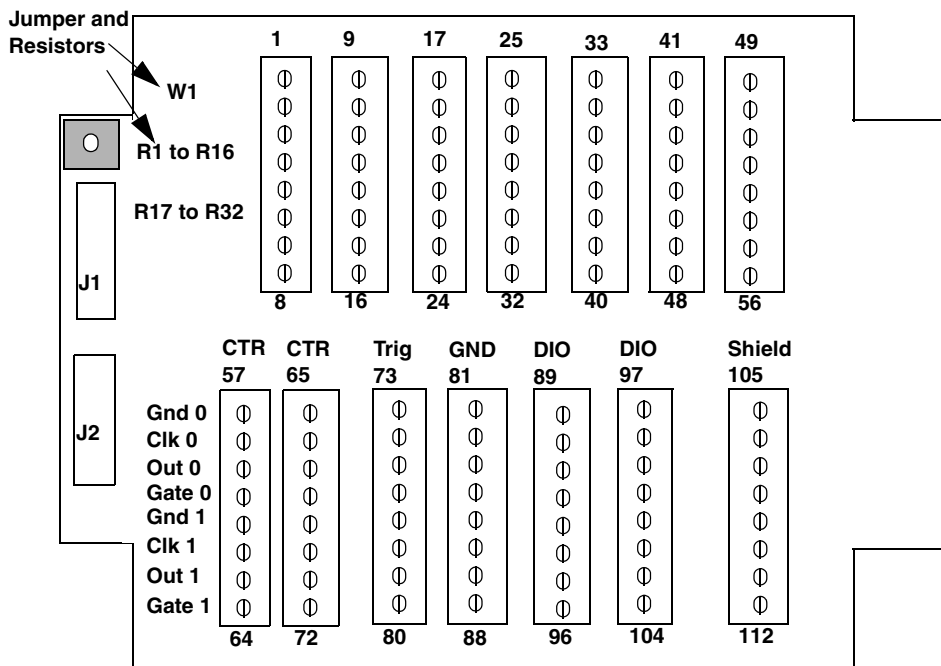 Jumper and
Resistors
1 9 17 25 33 41 49
W1
R1 to R16
R17 to R32
J1
8 16 24 32 40 48 56
CTR CTR Trig GND DIO DIO Shield
57 65 73 81 89 97 105
J2
Gnd 0
Clk 0
Out 0
Gate 0
Gnd 1
Clk 1
Out 1
Gate 1
64 72 80 88 96 104 112